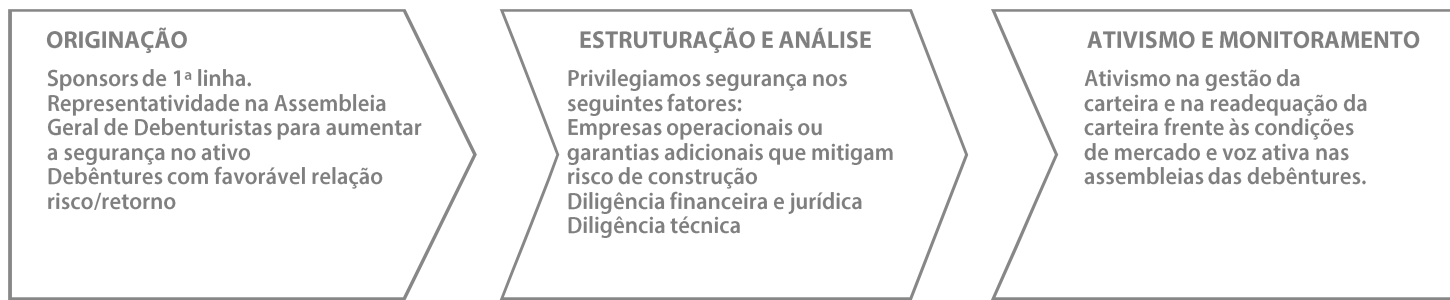 ORIGINAÇÃO
Sponsors de 1ª linha.
Representatividade na Assembleia
Geral de Debenturistas para aumentar
a segurança no ativo
Debêntures com favorável relação
risco/retorno
ESTRUTURAÇÃO E ANÁLISE
Privilegiamos segurança nos
seguintes fatores:
Empresas operacionais ou
garantias adicionais que mitigam
risco de construção
Diligência financeira e jurídica
Diligência técnica
ATIVISMO E MONITORAMENTO
Ativismo na gestão da
carteira e na readequação da
carteira frente às condições
de mercado e voz ativa nas
assembleias das debêntures.